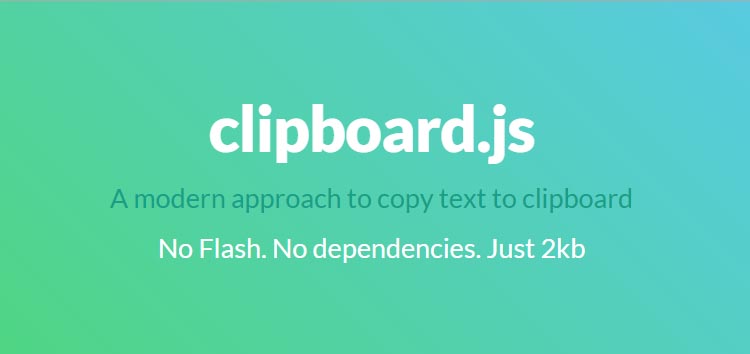 clipboard.js
A modern approach to copy text to clipboard
No Flash. No dependencies. Just 2kb